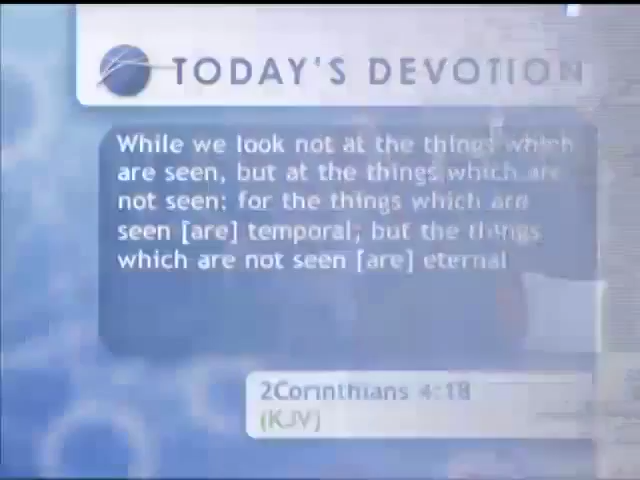 TODAY'S DEVOTION
While we look not at the things which
are seen, but at the things which are
not seen: for the things which are
seen [are] temporal; but the things
which are not seen [are] eternal
2Corinthians 4:18
(KJV)